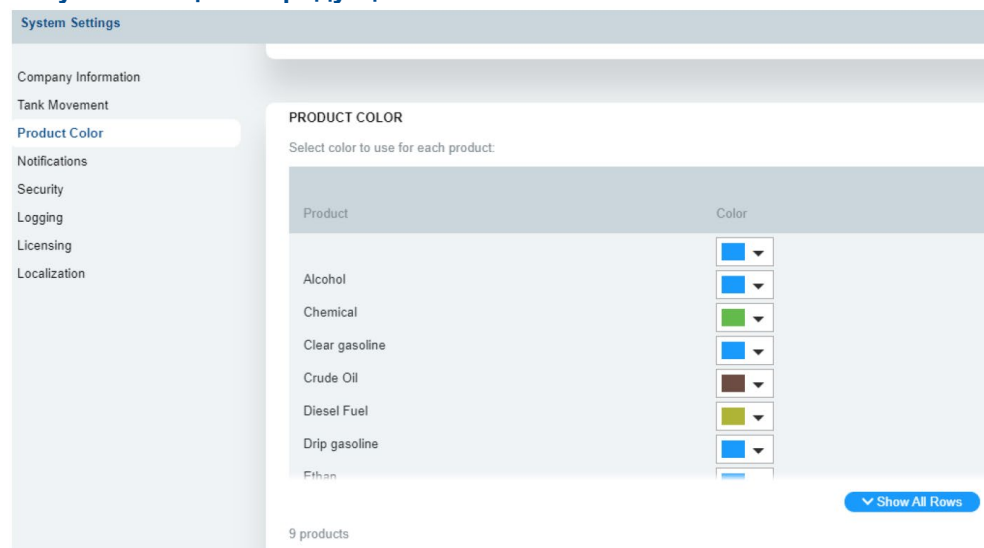 System Settings
Company Information
Tank Movement
Product Color
Notifications
Security
Logging
Licensing
Localization
PRODUCT COLOR
Select color to use for each product:
Product Color
Alcohol
Chemical
Clear gasoline
Crude Oil
Diesel Fuel
Drip gasoline
Ethan
Show All Rows
9 products